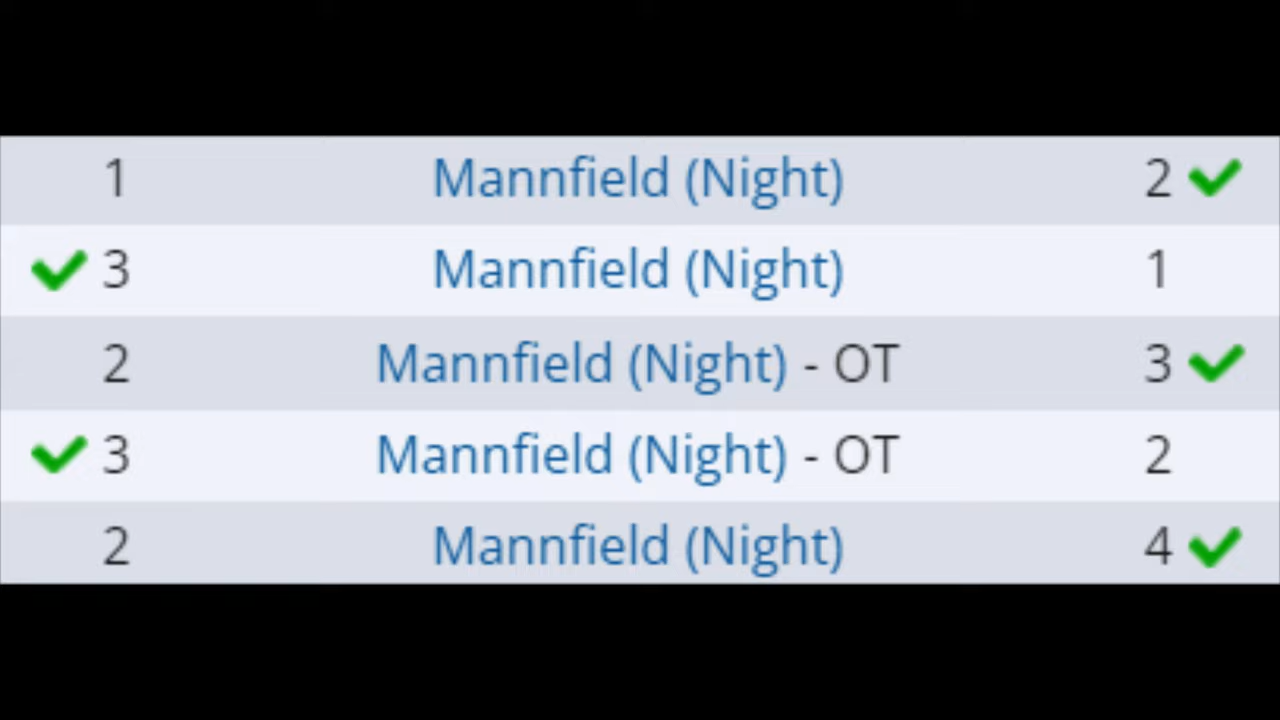 1 Mannfield (Night) 2
3 Mannfield (Night) 1
2 Mannfield (Night) - OT 3
3 Mannfield (Night) - OT 2
2 Mannfield (Night) 4